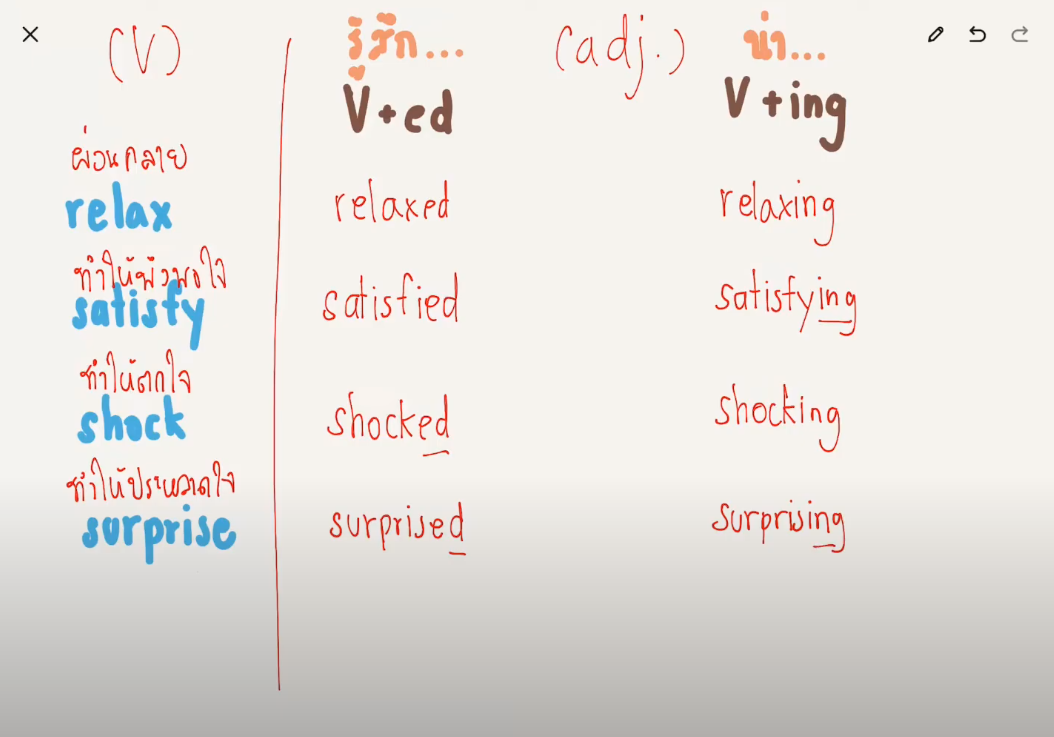 (V) รู้สึก... (adj.) น่า...
V+ed V+ing
ผ่อนคลาย
relax relaxed relaxing
ทำให้พึงพอใจ
satisfy satisfied satisfying
ทำให้ตกใจ
shock shocked shocking
ทำให้ประหลาดใจ
surprise surprised surprising